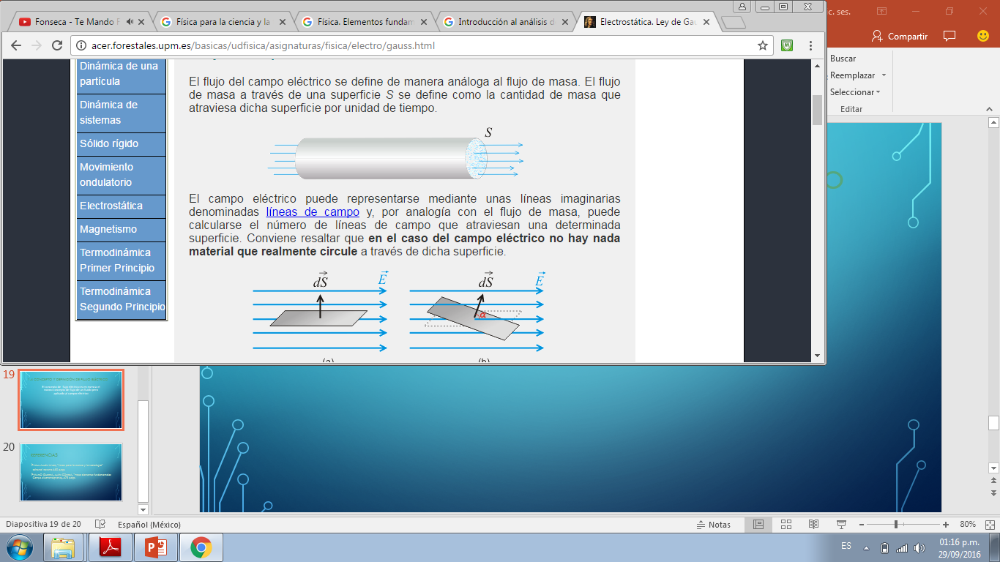 Fonseca - Te Mando F
Física para la ciencia y la
Física. Elementos fundam
Introducción al análisis d
Electrostática. Ley de Gau
c. ses.
acer.forestales.upm.es/basicas/udfisica/asignaturas/fisica/electro/gauss.html
Compartir
Buscar
Reemplazar
Seleccionar
Editar
Dinámica de una
partícula
Dinámica de
sistemas
Sólido rígido
Movimiento
ondulatorio
Electrostática
Magnetismo
Termodinámica
Primer Principio
Termodinámica
Segundo Principio
El flujo del campo eléctrico se define de manera análoga al flujo de masa. El flujo
de masa a través de una superficie S se define como la cantidad de masa que
atraviesa dicha superficie por unidad de tiempo.
S
El campo eléctrico puede representarse mediante unas líneas imaginarias
denominadas líneas de campo y, por analogía con el flujo de masa, puede
calcularse el número de líneas de campo que atraviesan una determinada
superficie. Conviene resaltar que en el caso del campo eléctrico no hay nada
material que realmente circule a través de dicha superficie.
dS E dS E
α
(a) (b)
19
20
REFERENCIAS
Diapositiva 19 de 20
Español (México)
Notas
80%
ES
01:16 p.m.
29/09/2016